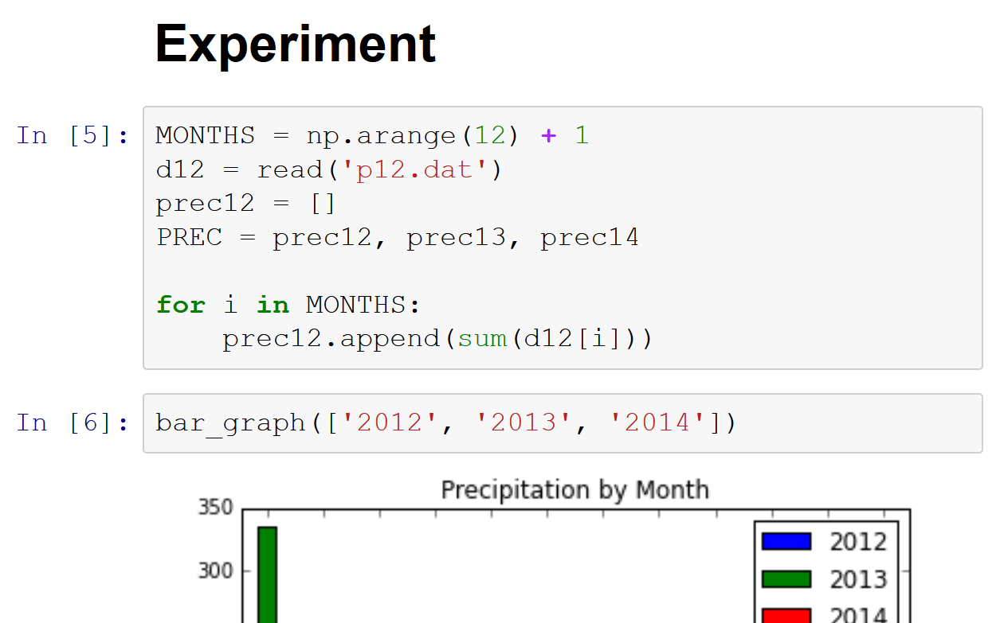 Experiment
In [5]:
MONTHS = np.arange(12) + 1
d12 = read('p12.dat')
prec12 = []
PREC = prec12, prec13, prec14
for i in MONTHS:
    prec12.append(sum(d12[i]))
In [6]:
bar_graph(['2012', '2013', '2014'])
Precipitation by Month
350
300
2012
2013
2014